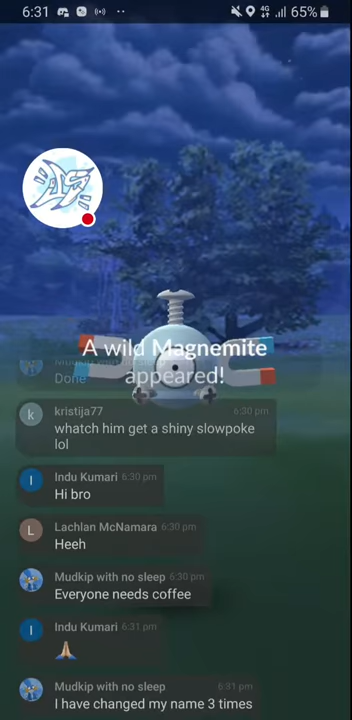 6:31
4G
65%
A wild Magnemite
appeared!
Done
k
kristija77 6:30 pm
whatch him get a shiny slowpoke
lol
I
Indu Kumari 6:30 pm
Hi bro
L
Lachlan McNamara 6:30 pm
Heeh
Mudkip with no sleep 6:30 pm
Everyone needs coffee
I
Indu Kumari 6:31 pm
🙏🏼
Mudkip with no sleep 6:31 pm
I have changed my name 3 times